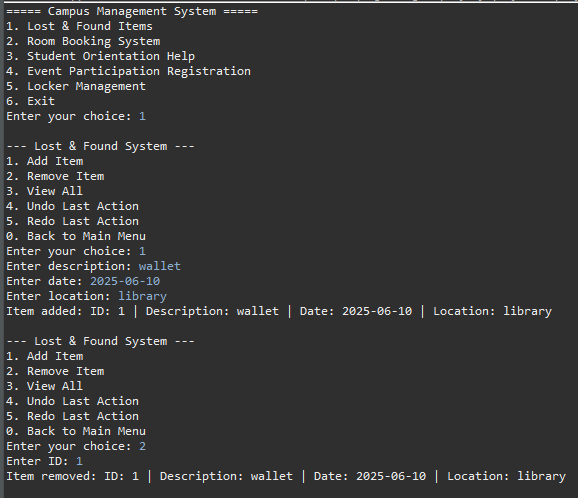 ===== Campus Management System =====
1. Lost & Found Items
2. Room Booking System
3. Student Orientation Help
4. Event Participation Registration
5. Locker Management
6. Exit
Enter your choice: 1
--- Lost & Found System ---
1. Add Item
2. Remove Item
3. View All
4. Undo Last Action
5. Redo Last Action
0. Back to Main Menu
Enter your choice: 1
Enter description: wallet
Enter date: 2025-06-10
Enter location: library
Item added: ID: 1 | Description: wallet | Date: 2025-06-10 | Location: library
--- Lost & Found System ---
1. Add Item
2. Remove Item
3. View All
4. Undo Last Action
5. Redo Last Action
0. Back to Main Menu
Enter your choice: 2
Enter ID: 1
Item removed: ID: 1 | Description: wallet | Date: 2025-06-10 | Location: library